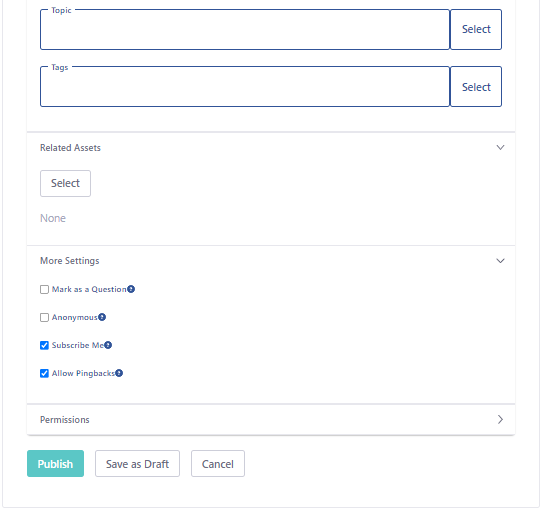 Topic
Select
Tags
Select
Related Assets
Select
None
More Settings
Mark as a Question
Anonymous
Subscribe Me
Allow Pingbacks
Permissions
Publish Save as Draft Cancel